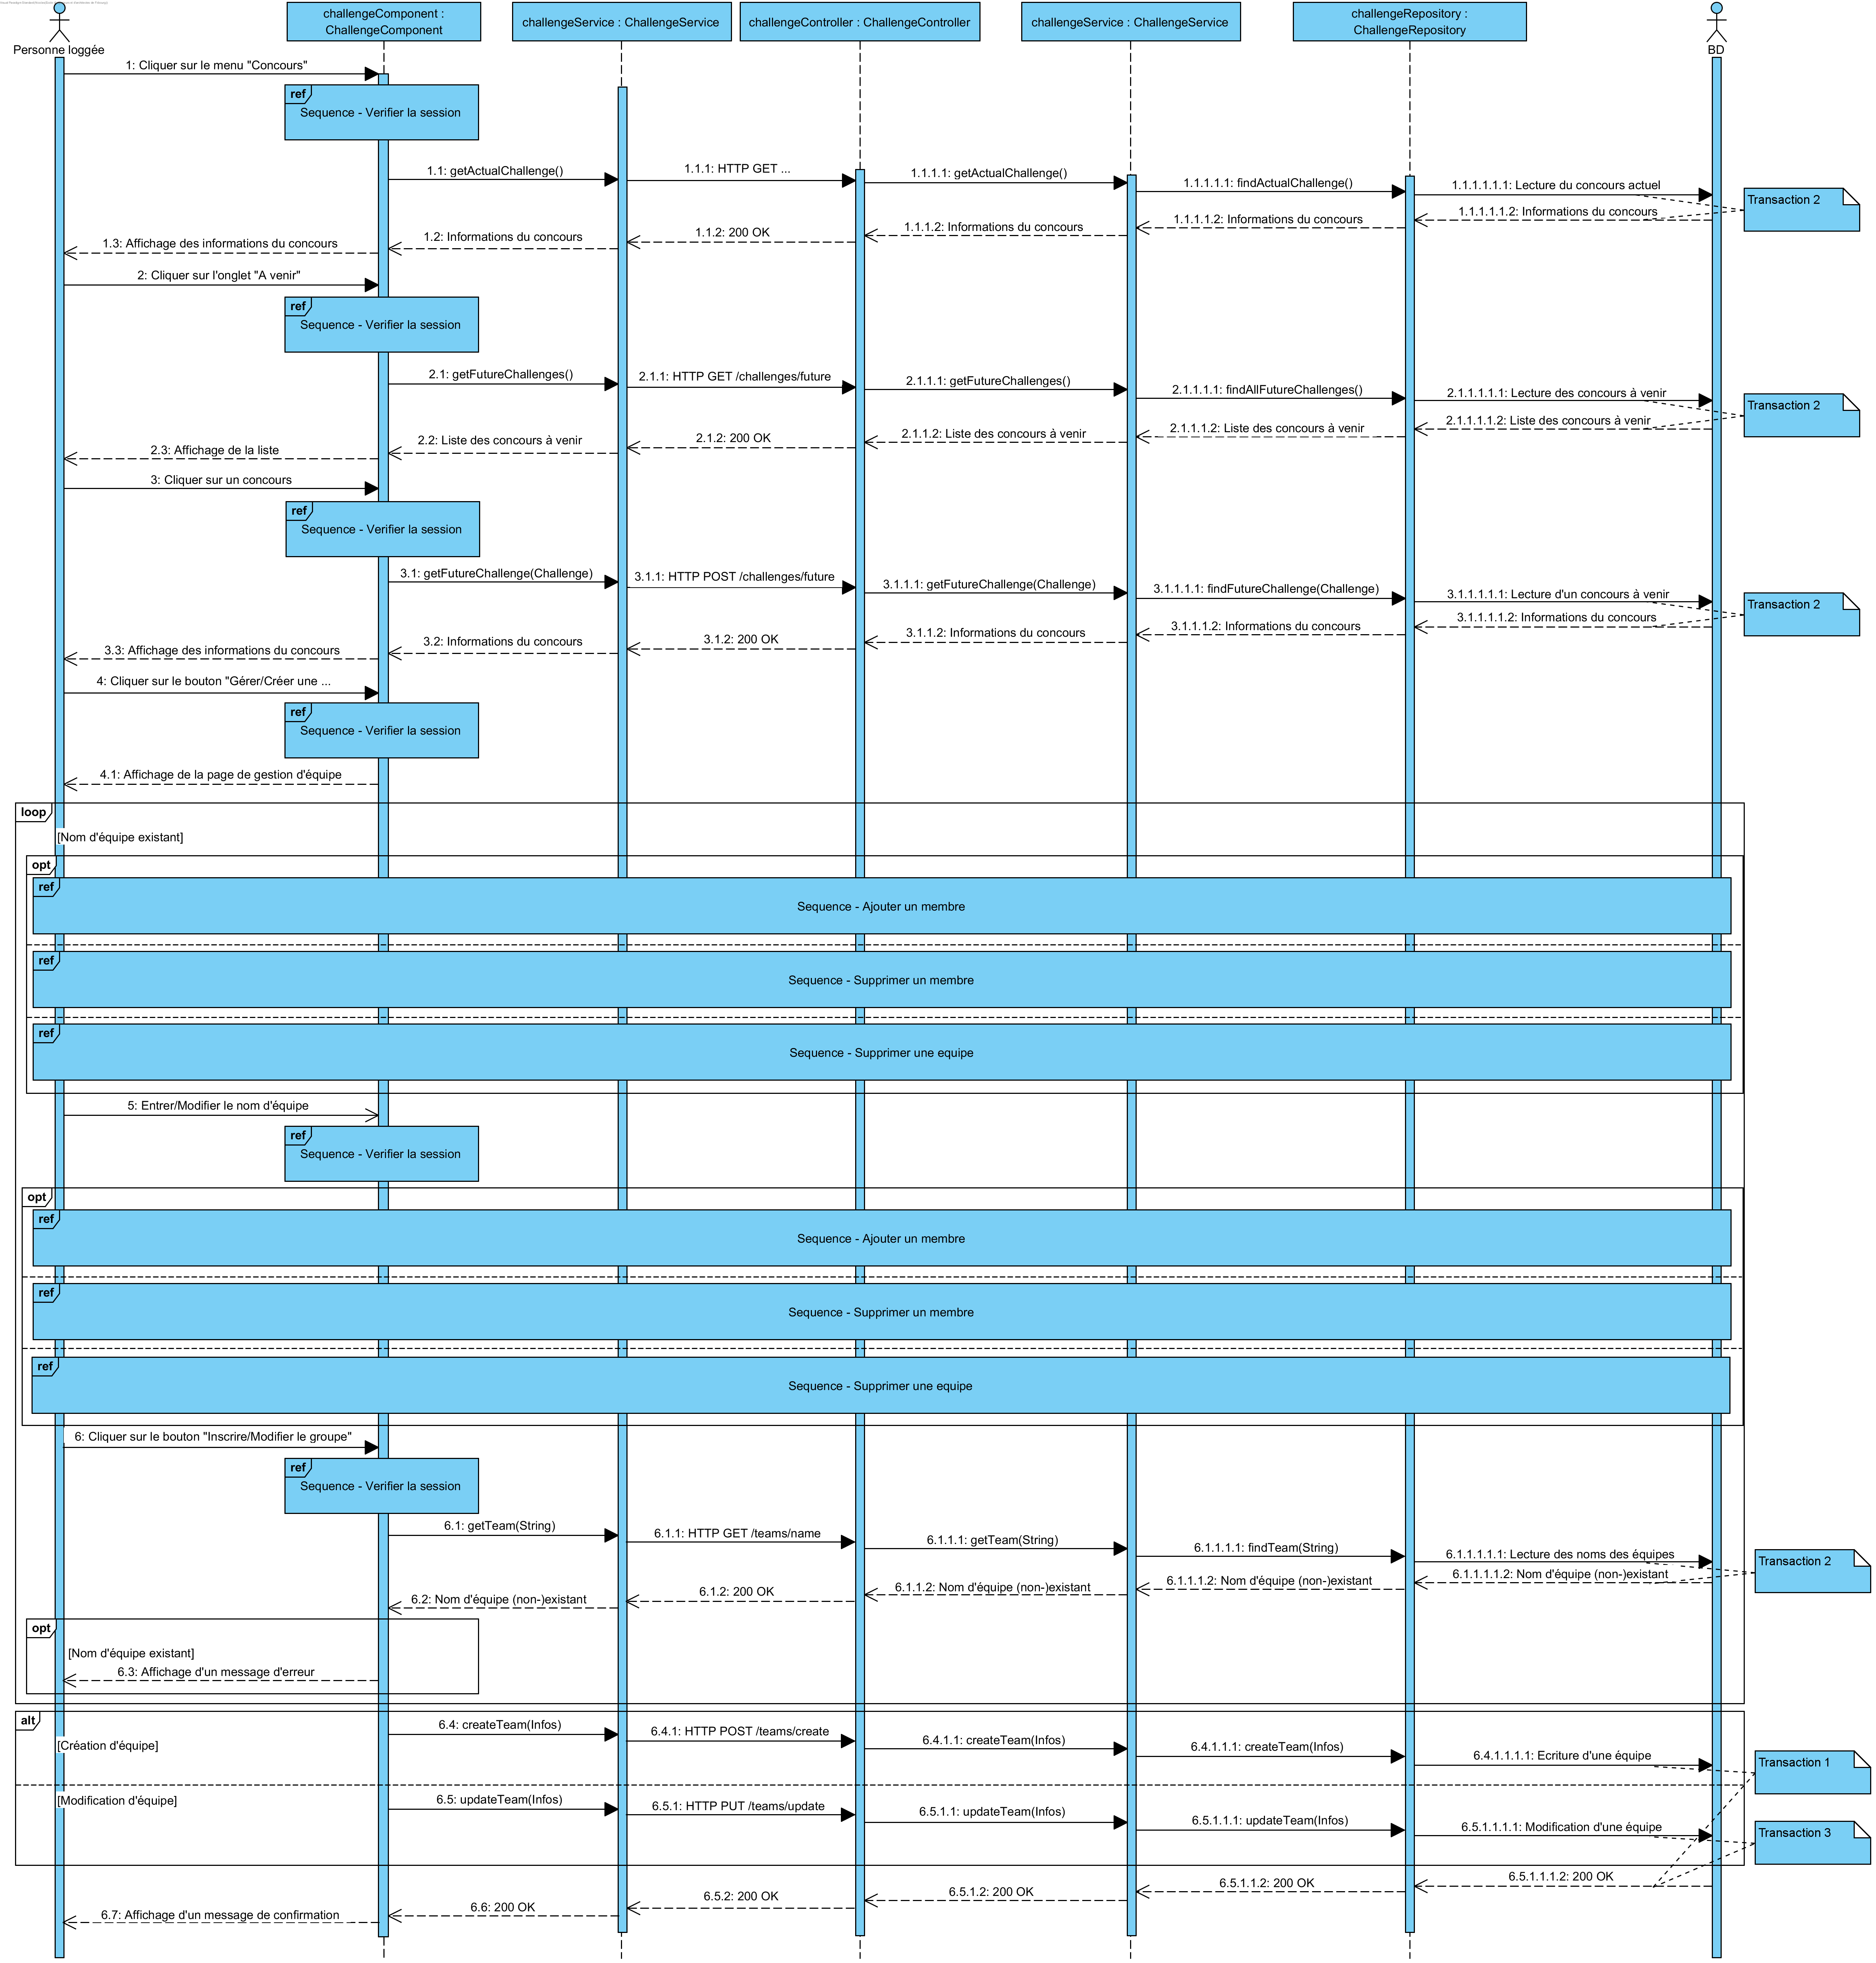 Personne loggée
challengeComponent :
ChallengeComponent
challengeService : ChallengeService
challengeController : ChallengeController
challengeService : ChallengeService
challengeRepository :
ChallengeRepository
BD
1: Cliquer sur le menu "Concours"
ref
Sequence - Verifier la session
1.1: getActualChallenge()
1.1.1: HTTP GET ...
1.1.1.1: getActualChallenge()
1.1.1.1.1: findActualChallenge()
1.1.1.1.1.1: Lecture du concours actuel
Transaction 2
1.1.1.1.1.2: Informations du concours
1.1.1.1.2: Informations du concours
1.1.1.2: Informations du concours
1.1.2: 200 OK
1.2: Informations du concours
1.3: Affichage des informations du concours
2: Cliquer sur l'onglet "A venir"
ref
Sequence - Verifier la session
2.1: getFutureChallenges()
2.1.1: HTTP GET /challenges/future
2.1.1.1: getFutureChallenges()
2.1.1.1.1: findAllFutureChallenges()
2.1.1.1.1.1: Lecture des concours à venir
Transaction 2
2.1.1.1.1.2: Liste des concours à venir
2.1.1.1.2: Liste des concours à venir
2.1.1.2: Liste des concours à venir
2.1.2: 200 OK
2.2: Liste des concours à venir
2.3: Affichage de la liste
3: Cliquer sur un concours
ref
Sequence - Verifier la session
3.1: getFutureChallenge(Challenge)
3.1.1: HTTP POST /challenges/future
3.1.1.1: getFutureChallenge(Challenge)
3.1.1.1.1: findFutureChallenge(Challenge)
3.1.1.1.1.1: Lecture d'un concours à venir
Transaction 2
3.1.1.1.1.2: Informations du concours
3.1.1.1.2: Informations du concours
3.1.1.2: Informations du concours
3.1.2: 200 OK
3.2: Informations du concours
3.3: Affichage des informations du concours
4: Cliquer sur le bouton "Gérer/Créer une ...
ref
Sequence - Verifier la session
4.1: Affichage de la page de gestion d'équipe
loop
[Nom d'équipe existant]
opt
ref
Sequence - Ajouter un membre
ref
Sequence - Supprimer un membre
ref
Sequence - Supprimer une equipe
5: Entrer/Modifier le nom d'équipe
ref
Sequence - Verifier la session
opt
ref
Sequence - Ajouter un membre
ref
Sequence - Supprimer un membre
ref
Sequence - Supprimer une equipe
6: Cliquer sur le bouton "Inscrire/Modifier le groupe"
ref
Sequence - Verifier la session
6.1: getTeam(String)
6.1.1: HTTP GET /teams/name
6.1.1.1: getTeam(String)
6.1.1.1.1: findTeam(String)
6.1.1.1.1.1: Lecture des noms des équipes
Transaction 2
6.1.1.1.1.2: Nom d'équipe (non-)existant
6.1.1.1.2: Nom d'équipe (non-)existant
6.1.1.2: Nom d'équipe (non-)existant
6.1.2: 200 OK
6.2: Nom d'équipe (non-)existant
opt
[Nom d'équipe existant]
6.3: Affichage d'un message d'erreur
alt
[Création d'équipe]
6.4: createTeam(Infos)
6.4.1: HTTP POST /teams/create
6.4.1.1: createTeam(Infos)
6.4.1.1.1: createTeam(Infos)
6.4.1.1.1.1: Ecriture d'une équipe
Transaction 1
[Modification d'équipe]
6.5: updateTeam(Infos)
6.5.1: HTTP PUT /teams/update
6.5.1.1: updateTeam(Infos)
6.5.1.1.1: updateTeam(Infos)
6.5.1.1.1.1: Modification d'une équipe
Transaction 3
6.5.1.1.1.2: 200 OK
6.5.1.1.2: 200 OK
6.5.1.2: 200 OK
6.5.2: 200 OK
6.6: 200 OK
6.7: Affichage d'un message de confirmation